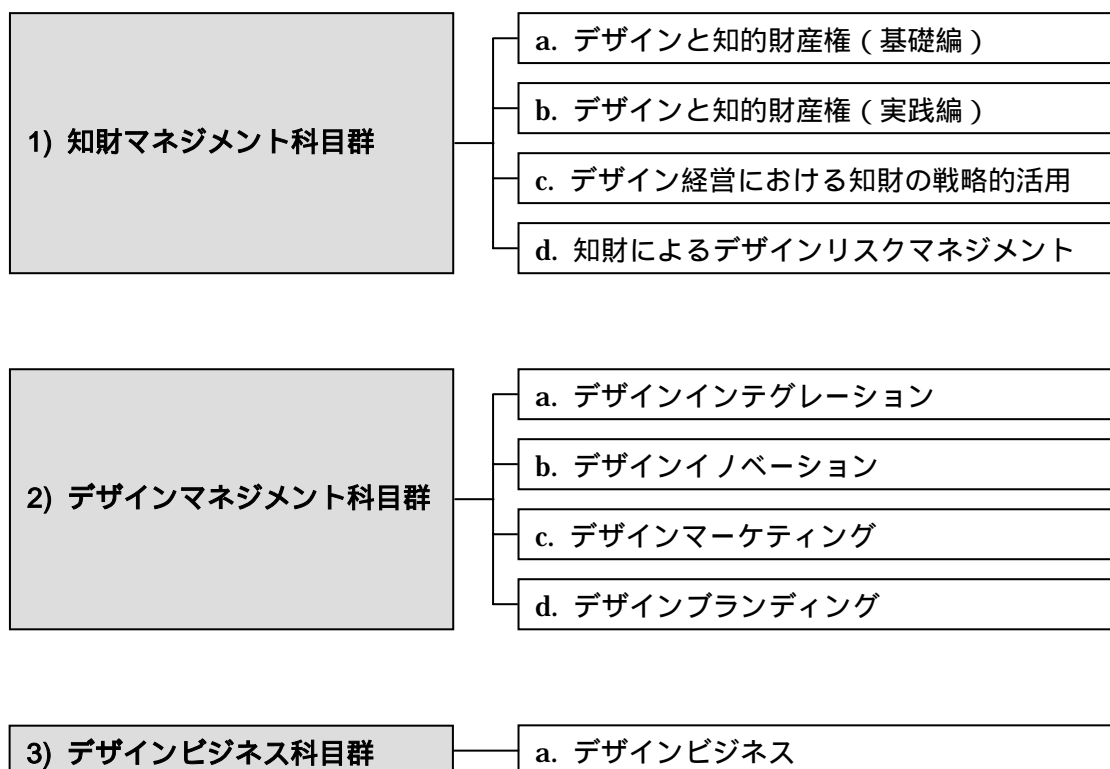 1) 知財マネジメント科目群
a. デザインと知的財産権（基礎編）
b. デザインと知的財産権（実践編）
c. デザイン経営における知財の戦略的活用
d. 知財によるデザインリスクマネジメント
2) デザインマネジメント科目群
a. デザインインテグレーション
b. デザインイノベーション
c. デザインマーケティング
d. デザインブランディング
3) デザインビジネス科目群
a. デザインビジネス